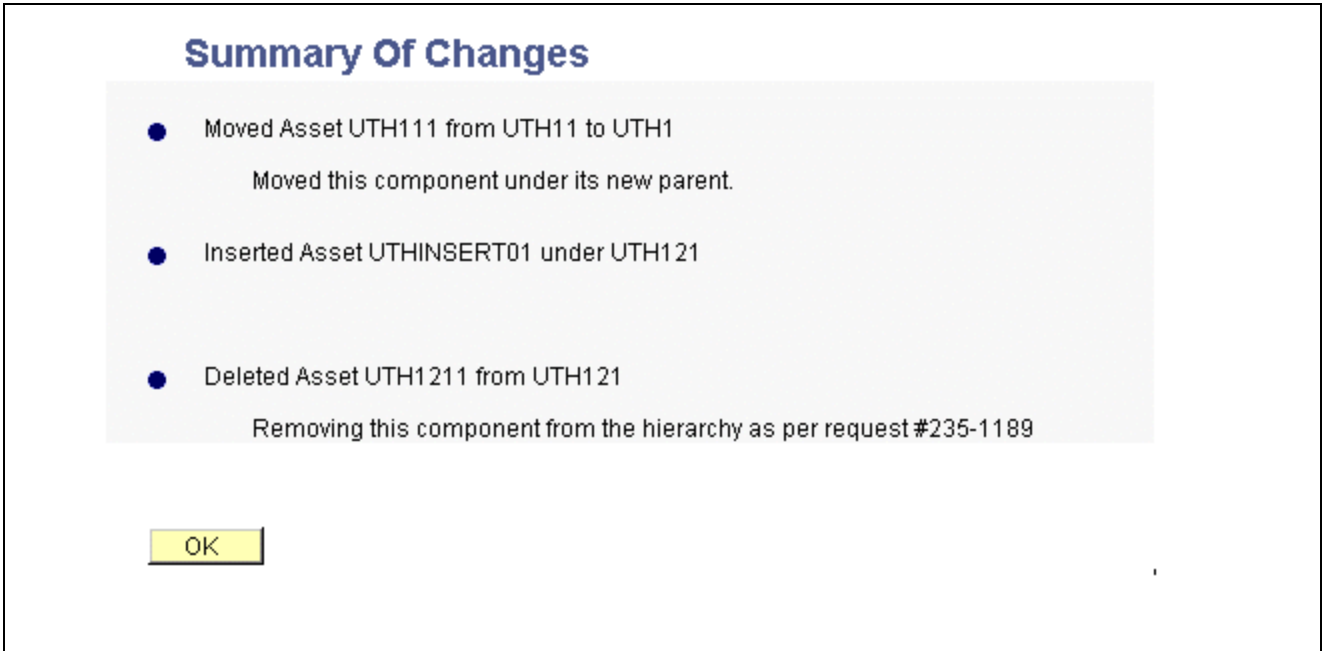 Summary Of Changes
Moved Asset UTH111 from UTH11 to UTH1
Moved this component under its new parent.
Inserted Asset UTHINSERT01 under UTH121
Deleted Asset UTH1211 from UTH121
Removing this component from the hierarchy as per request #235-1189
OK